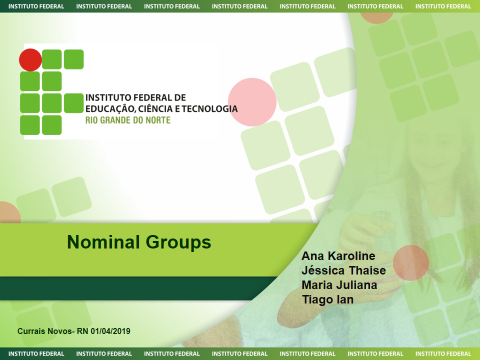 INSTITUTO FEDERAL INSTITUTO FEDERAL INSTITUTO FEDERAL INSTITUTO FEDERAL INSTITUTO FEDERAL INSTITUTO FEDERAL INSTITUTO FEDERAL
INSTITUTO FEDERAL DE
EDUCAÇÃO, CIÊNCIA E TECNOLOGIA
RIO GRANDE DO NORTE
Nominal Groups
Ana Karoline
Jéssica Thaise
Maria Juliana
Tiago Ian
Currais Novos- RN 01/04/2019
INSTITUTO FEDERAL INSTITUTO FEDERAL INSTITUTO FEDERAL INSTITUTO FEDERAL INSTITUTO FEDERAL INSTITUTO FEDERAL INSTITUTO FEDERAL